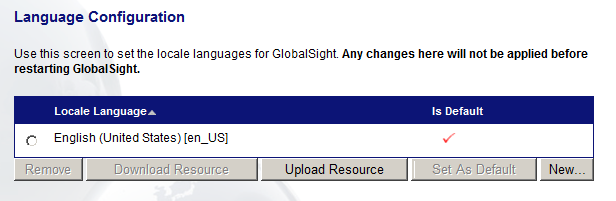 Language Configuration
Use this screen to set the locale languages for GlobalSight. Any changes here will not be applied before
restarting GlobalSight.
Locale Language Is Default
English (United States) [en_US]
Remove Download Resource Upload Resource Set As Default New...